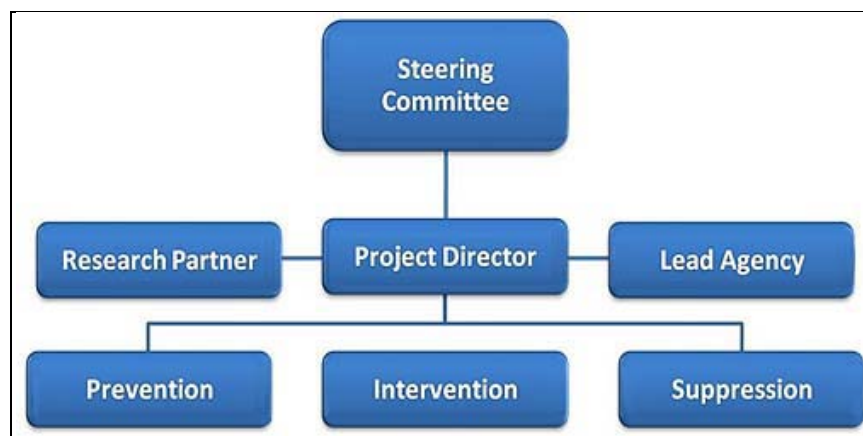 Steering
Committee
Research Partner
Project Director
Lead Agency
Prevention
Intervention
Suppression